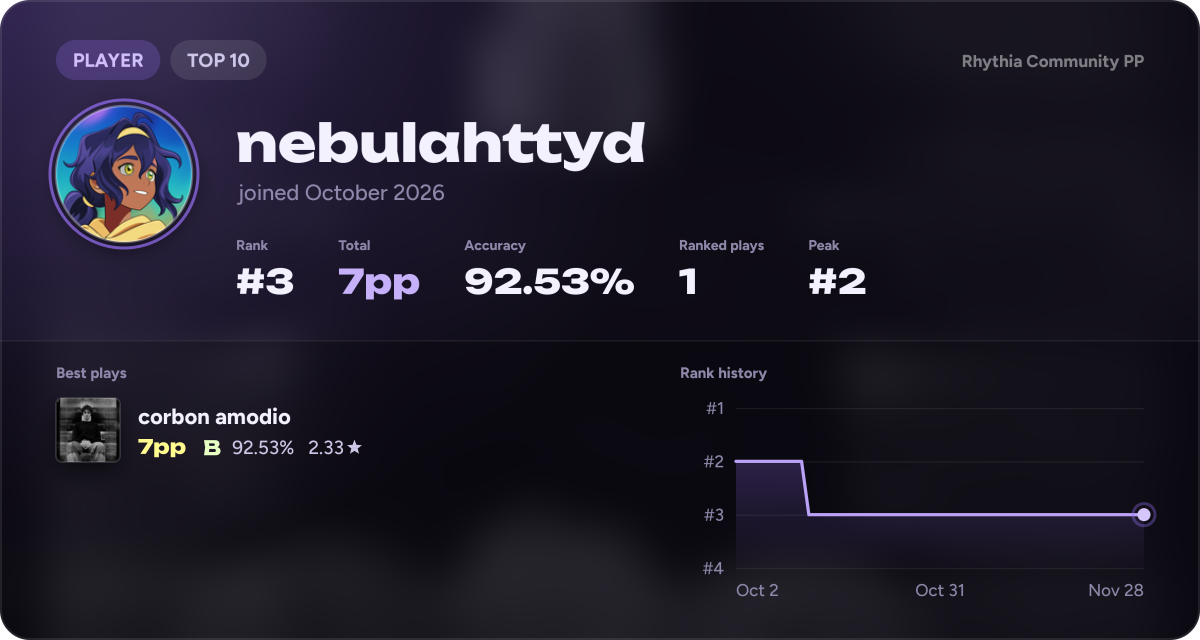 PLAYER TOP 10 Rhythia Community PP
nebulahttyd
joined October 2026
Rank Total Accuracy Ranked plays Peak
#3 7pp 92.53% 1 #2
Best plays
corbon amodio
7pp B 92.53% 2.33★
Rank history
#1
#2
#3
#4
Oct 2 Oct 31 Nov 28